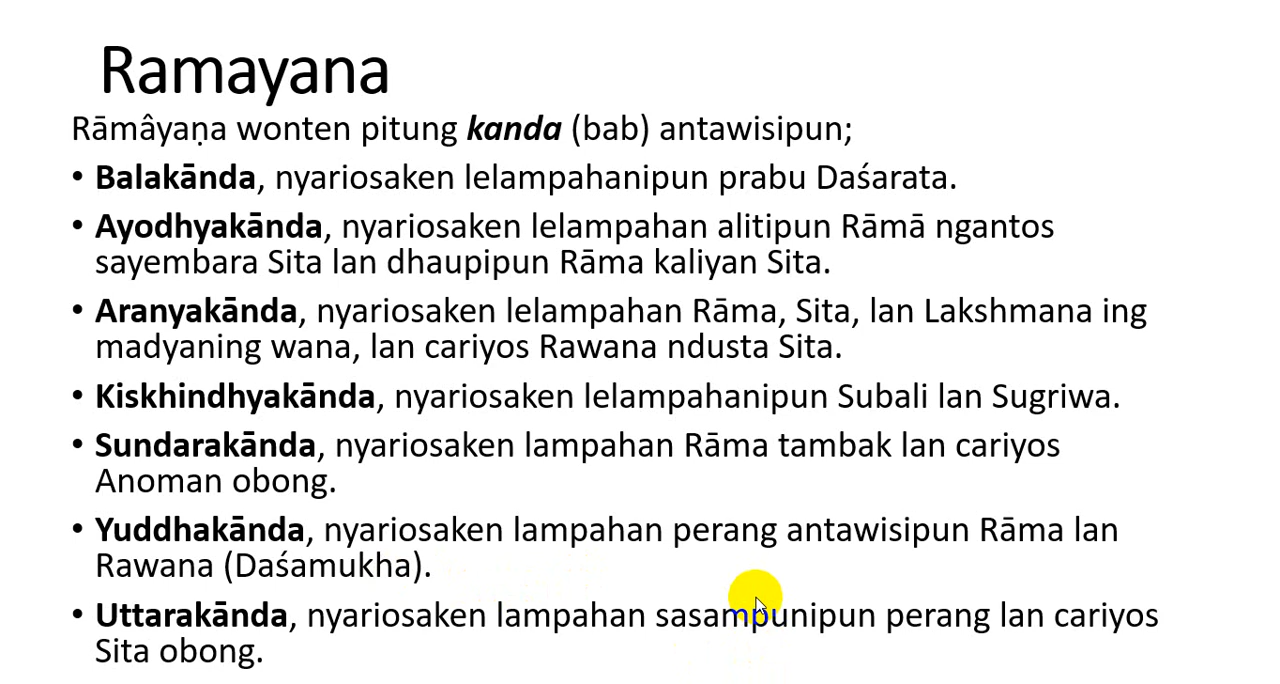 Ramayana
Rāmâyaṇa wonten pitung kanda (bab) antawisipun;
• Balakānda, nyariosaken lelampahanipun prabu Daśarata.
• Ayodhyakānda, nyariosaken lelampahan alitipun Rāmā ngantos
sayembara Sita lan dhaupipun Rāma kaliyan Sita.
• Aranyakānda, nyariosaken lelampahan Rāma, Sita, lan Lakshmana ing
madyaning wana, lan cariyos Rawana ndusta Sita.
• Kiskhindhyakānda, nyariosaken lelampahanipun Subali lan Sugriwa.
• Sundarakānda, nyariosaken lampahan Rāma tambak lan cariyos
Anoman obong.
• Yuddhakānda, nyariosaken lampahan perang antawisipun Rāma lan
Rawana (Daśamukha).
• Uttarakānda, nyariosaken lampahan sasampunipun perang lan cariyos
Sita obong.